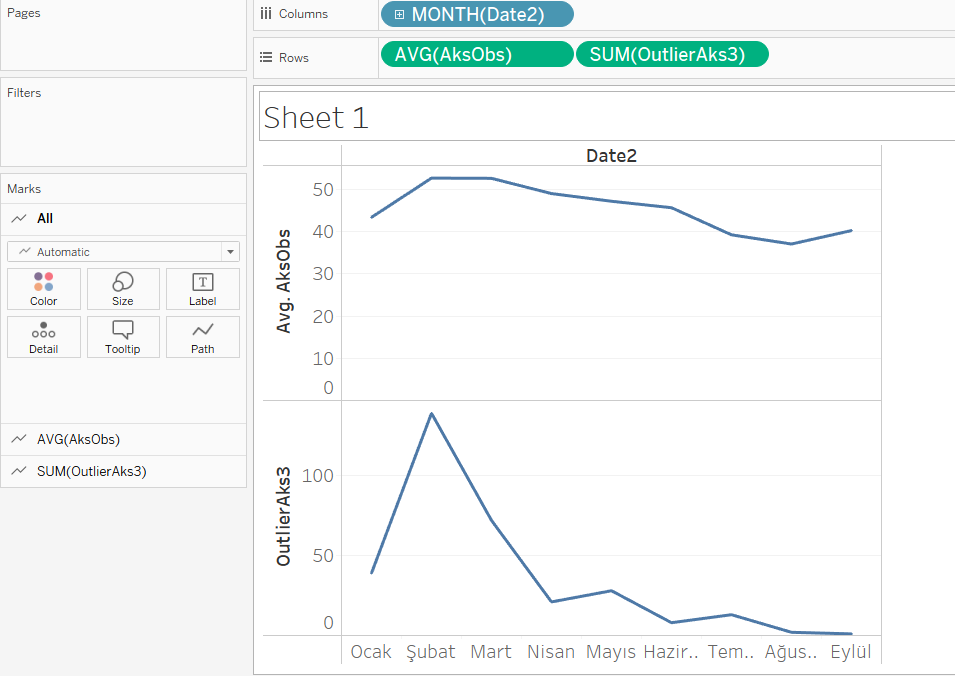 Pages
Columns
MONTH(Date2)
Rows
AVG(AksObs)
SUM(OutlierAks3)
Filters
Sheet 1
Date2
Marks
All
Automatic
Color
Size
Label
Detail
Tooltip
Path
AVG(AksObs)
SUM(OutlierAks3)
Avg. AksObs
50
40
30
20
10
0
OutlierAks3
100
50
0
Ocak Şubat Mart Nisan Mayıs Hazir.. Tem.. Ağus.. Eylül